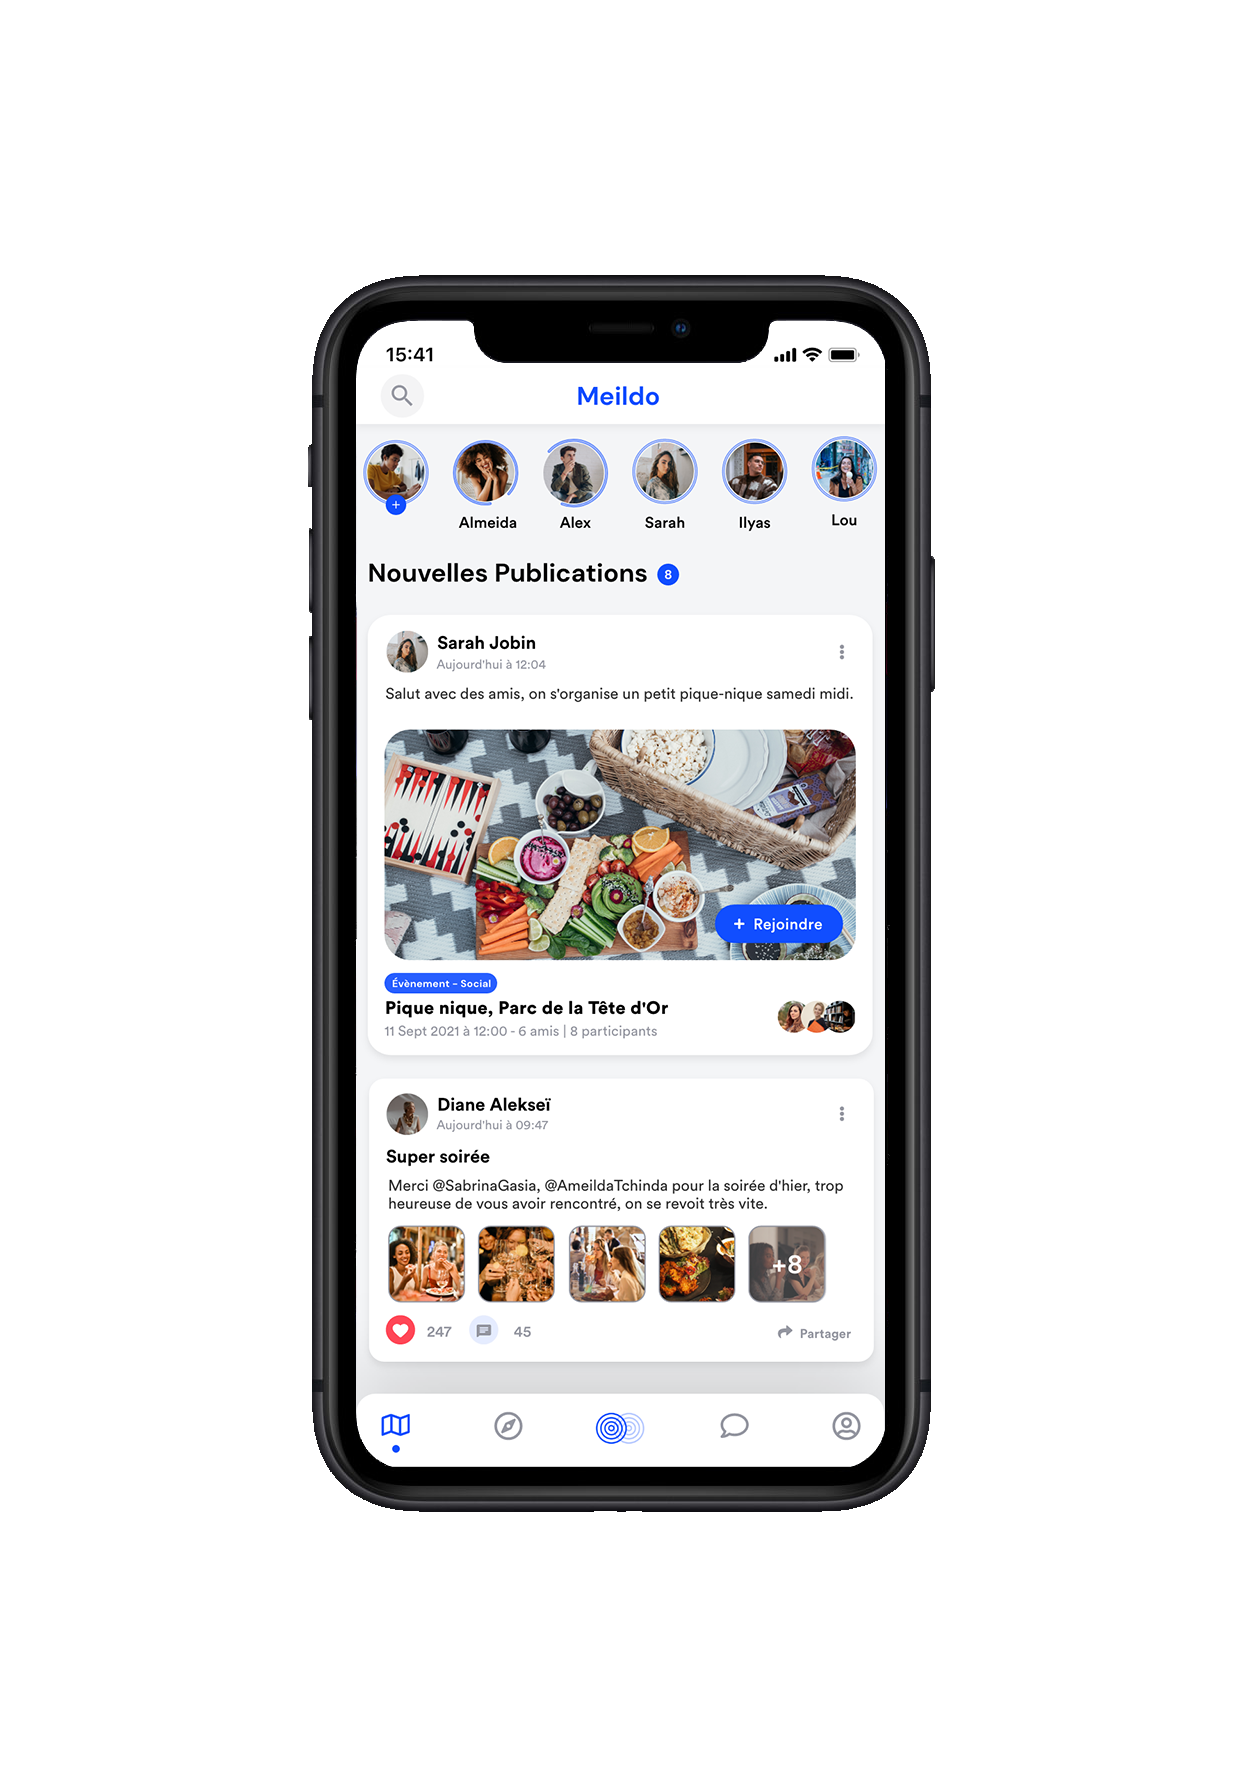 15:41
Meildo
Almeida
Alex
Sarah
Ilyas
Lou
Nouvelles Publications 8
Sarah Jobin
Aujourd'hui à 12:04
Salut avec des amis, on s'organise un petit pique-nique samedi midi.
+ Rejoindre
Évènement - Social
Pique nique, Parc de la Tête d'Or
11 Sept 2021 à 12:00 - 6 amis | 8 participants
Diane Alekseï
Aujourd'hui à 09:47
Super soirée
Merci @SabrinaGasia, @AmeildaTchinda pour la soirée d'hier, trop
heureuse de vous avoir rencontré, on se revoit très vite.
+8
247
45
Partager